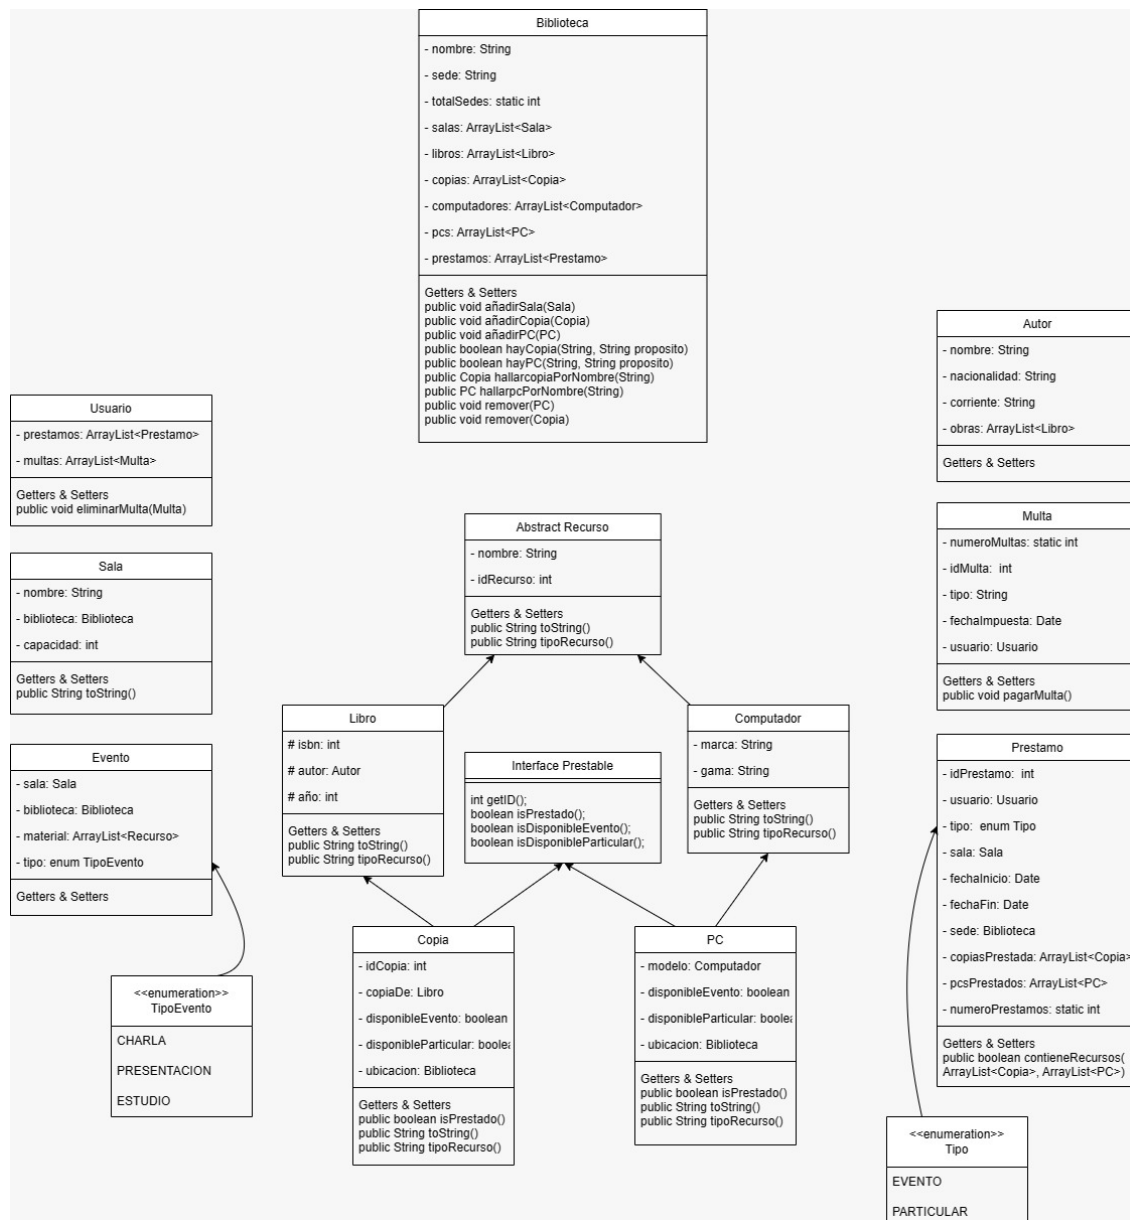 Biblioteca
- nombre: String
- sede: String
- totalSedes: static int
- salas: ArrayList<Sala>
- libros: ArrayList<Libro>
- copias: ArrayList<Copia>
- computadores: ArrayList<Computador>
- pcs: ArrayList<PC>
- prestamos: ArrayList<Prestamo>
Getters & Setters
public void añadirSala(Sala)
public void añadirCopia(Copia)
public void añadirPC(PC)
public boolean hayCopia(String, String proposito)
public boolean hayPC(String, String proposito)
public Copia hallarcopiaPorNombre(String)
public PC hallarpcPorNombre(String)
public void remover(PC)
public void remover(Copia)
Autor
- nombre: String
- nacionalidad: String
- corriente: String
- obras: ArrayList<Libro>
Getters & Setters
Usuario
- prestamos: ArrayList<Prestamo>
- multas: ArrayList<Multa>
Getters & Setters
public void eliminarMulta(Multa)
Abstract Recurso
- nombre: String
- idRecurso: int
Getters & Setters
public String toString()
public String tipoRecurso()
Multa
- numeroMultas: static int
- idMulta:  int
- tipo: String
- fechaImpuesta: Date
- usuario: Usuario
Getters & Setters
public void pagarMulta()
Sala
- nombre: String
- biblioteca: Biblioteca
- capacidad: int
Getters & Setters
public String toString()
Libro
# isbn: int
# autor: Autor
# año: int
Getters & Setters
public String toString()
public String tipoRecurso()
Computador
- marca: String
- gama: String
Getters & Setters
public String toString()
public String tipoRecurso()
Interface Prestable
int getID();
boolean isPrestado();
boolean isDisponibleEvento();
boolean isDisponibleParticular();
Evento
- sala: Sala
- biblioteca: Biblioteca
- material: ArrayList<Recurso>
- tipo: enum TipoEvento
Getters & Setters
Prestamo
- idPrestamo:  int
- usuario: Usuario
- tipo:  enum Tipo
- sala: Sala
- fechaInicio: Date
- fechaFin: Date
- sede: Biblioteca
- copiasPrestada: ArrayList<Copia>
- pcsPrestados: ArrayList<PC>
- numeroPrestamos: static int
Getters & Setters
public boolean contieneRecursos(
ArrayList<Copia>, ArrayList<PC>)
Copia
- idCopia: int
- copiaDe: Libro
- disponibleEvento: boolean
- disponibleParticular: boole
- ubicacion: Biblioteca
Getters & Setters
public boolean isPrestado()
public String toString()
public String tipoRecurso()
PC
- modelo: Computador
- disponibleEvento: boolean
- disponibleParticular: boole
- ubicacion: Biblioteca
Getters & Setters
public boolean isPrestado()
public String toString()
public String tipoRecurso()
<<enumeration>>
TipoEvento
CHARLA
PRESENTACION
ESTUDIO
<<enumeration>>
Tipo
EVENTO
PARTICULAR